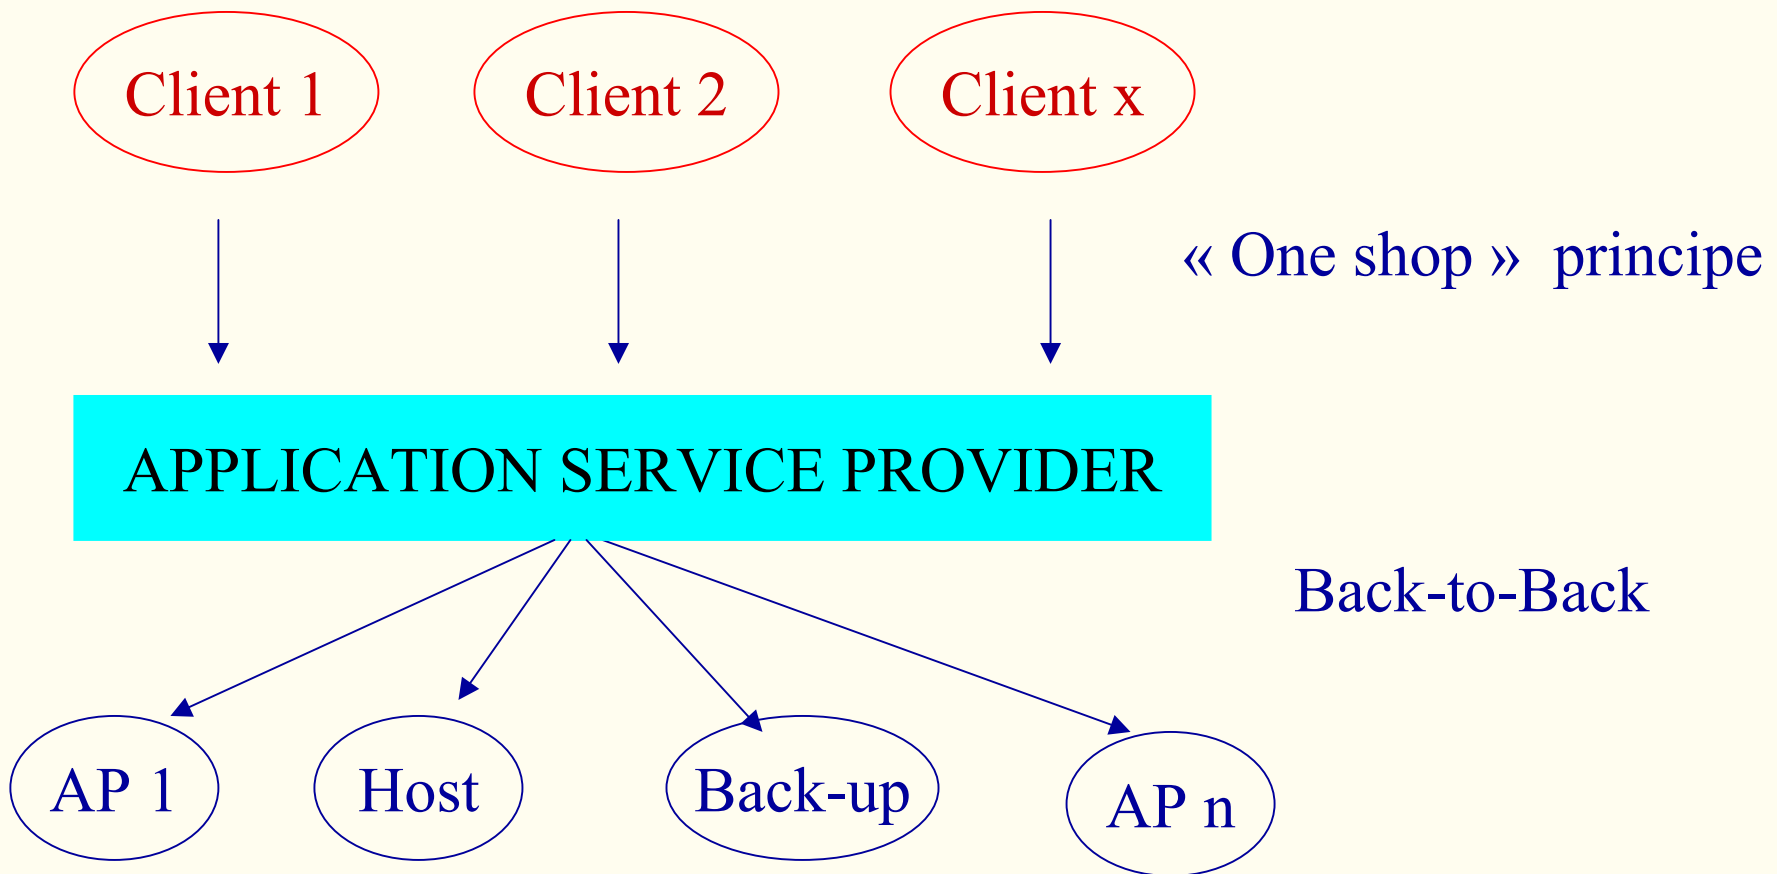 Client 1
Client 2
Client x
« One shop »  principe
APPLICATION SERVICE PROVIDER
Back-to-Back
AP 1
Host
Back-up
AP n